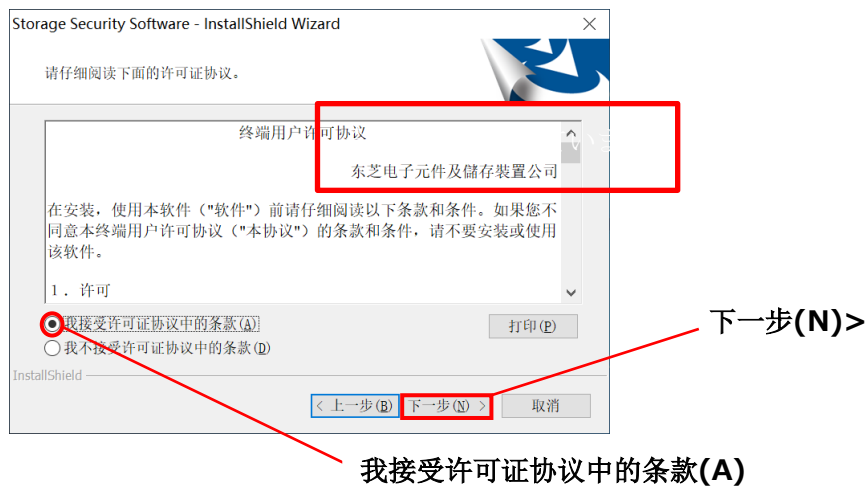 Storage Security Software - InstallShield Wizard
请仔细阅读下面的许可证协议。
终端用户许可协议
东芝电子元件及儲存装置公司
在安装，使用本软件（"软件"）前请仔细阅读以下条款和条件。如果您不
同意本终端用户许可协议（"本协议"）的条款和条件，请不要安装或使用
该软件。
1．许可
我接受许可证协议中的条款(A)
打印(P)
我不接受许可证协议中的条款(D)
InstallShield
< 上一步(B)
下一步(N) >
取消
下一步(N)>
我接受许可证协议中的条款(A)